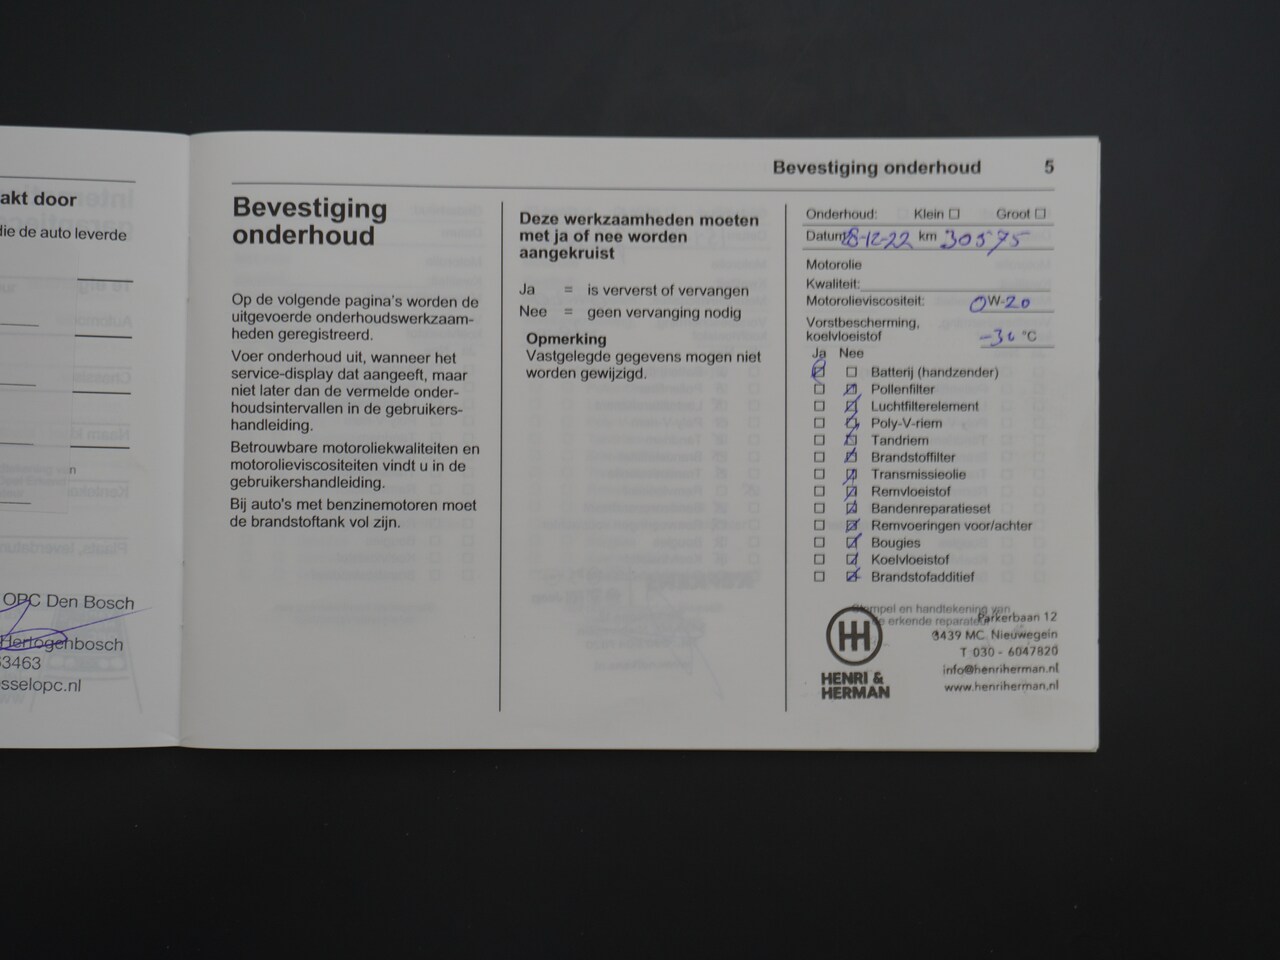 akt door
die de auto leverde
n
OPC Den Bosch
Hertogenbosch
63463
sselopc.nl
Bevestiging onderhoud 5
Bevestiging
onderhoud
Op de volgende pagina's worden de
uitgevoerde onderhoudswerkzaam-
heden geregistreerd.
Voer onderhoud uit, wanneer het
service-display dat aangeeft, maar
niet later dan de vermelde onder-
houdsintervallen in de gebruikers-
handleiding.
Betrouwbare motoroliekwaliteiten en
motorolieviscositeiten vindt u in de
gebruikershandleiding.
Bij auto's met benzinemotoren moet
de brandstoftank vol zijn.
Deze werkzaamheden moeten
met ja of nee worden
aangekruist
Ja = is ververst of vervangen
Nee = geen vervanging nodig
Opmerking
Vastgelegde gegevens mogen niet
worden gewijzigd.
Onderhoud: Klein Groot
Datum 8-12-22 km 30575
Motorolie
Kwaliteit:
Motorolieviscositeit: 0W-20
Vorstbescherming,
koelvloeistof -30 °C
Ja Nee
Batterij (handzender)
Pollenfilter
Luchtfilterelement
Poly-V-riem
Tandriem
Brandstoffilter
Transmissieolie
Remvloeistof
Bandenreparatieset
Remvoeringen voor/achter
Bougies
Koelvloeistof
Brandstofadditief
Stempel en handtekening van
de erkende reparateur
HENRI &
HERMAN
Parkerbaan 12
3439 MC Nieuwegein
T 030 - 6047820
info@henriherman.nl
www.henriherman.nl